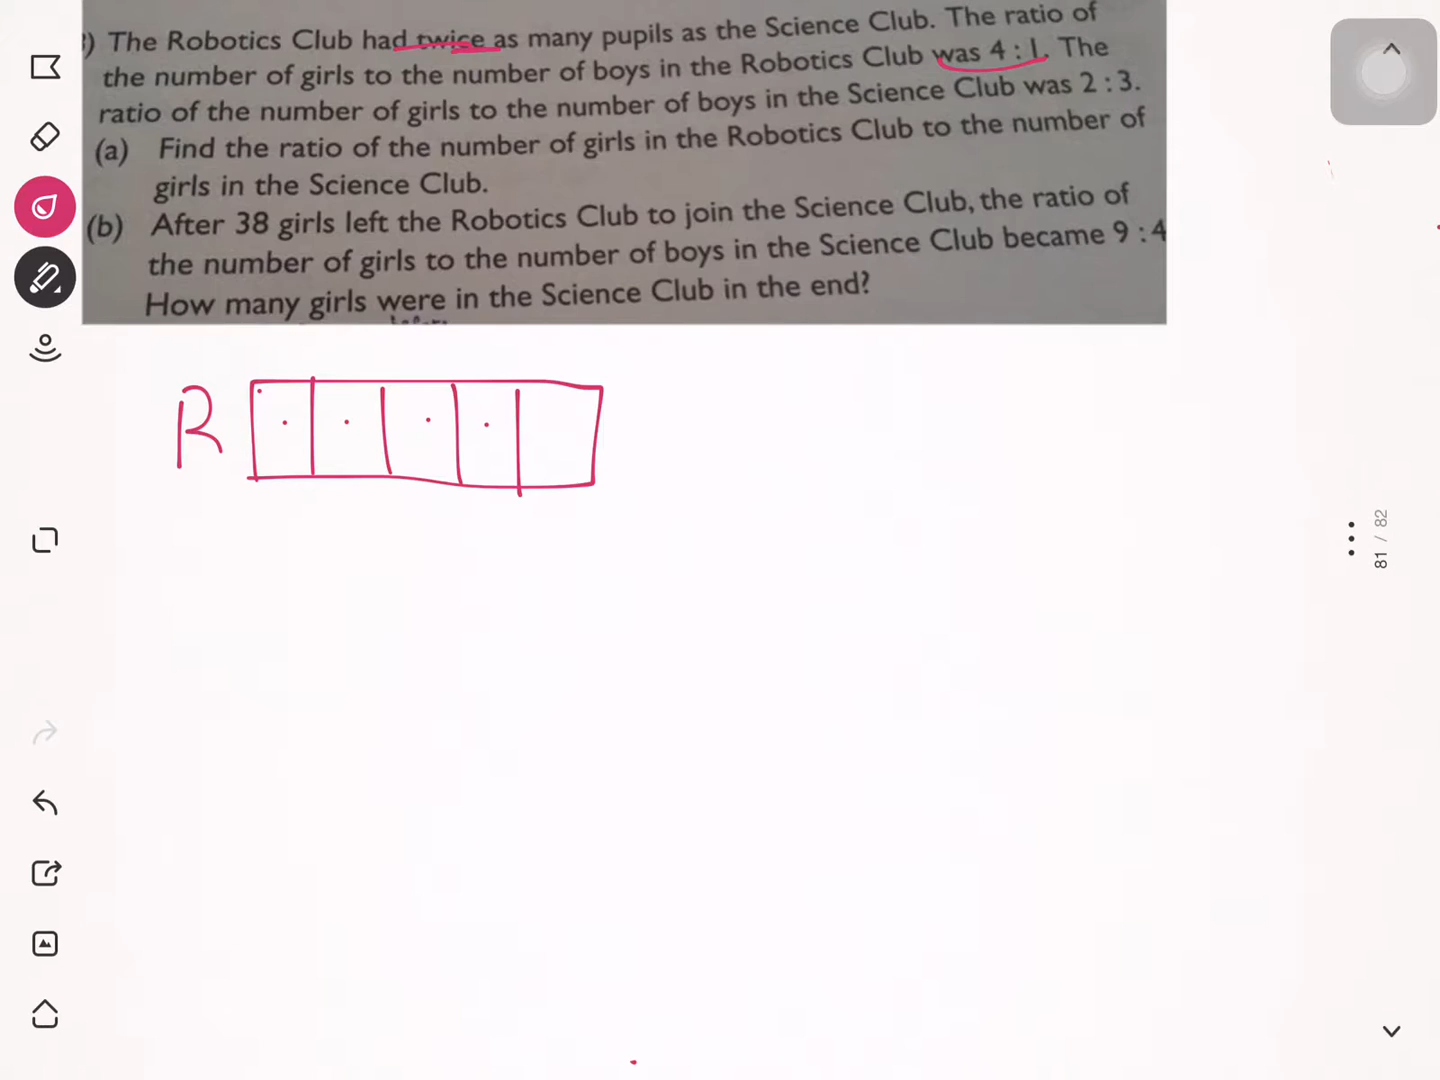 ) The Robotics Club had twice as many pupils as the Science Club. The ratio of
the number of girls to the number of boys in the Robotics Club was 4 : 1. The
ratio of the number of girls to the number of boys in the Science Club was 2 : 3.
(a) Find the ratio of the number of girls in the Robotics Club to the number of
girls in the Science Club.
(b) After 38 girls left the Robotics Club to join the Science Club, the ratio of
the number of girls to the number of boys in the Science Club became 9 : 4
How many girls were in the Science Club in the end?
R
81 / 82